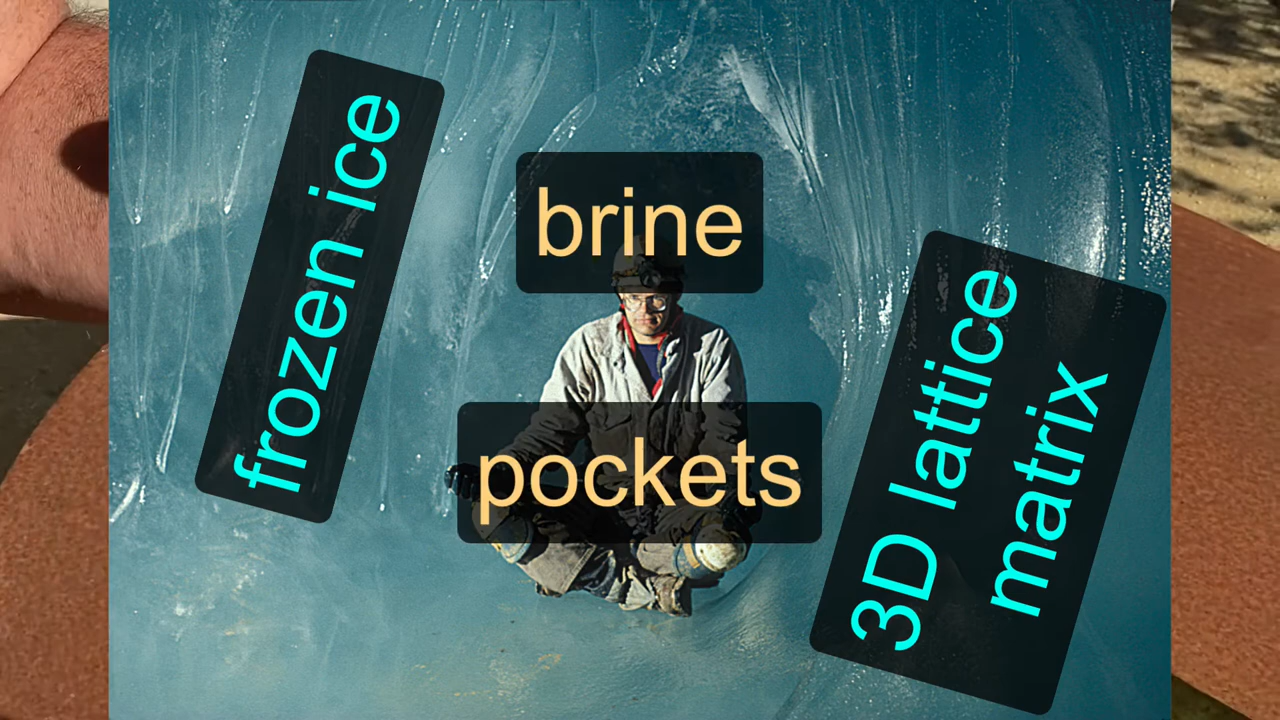 frozen ice
brine
pockets
3D lattice
matrix